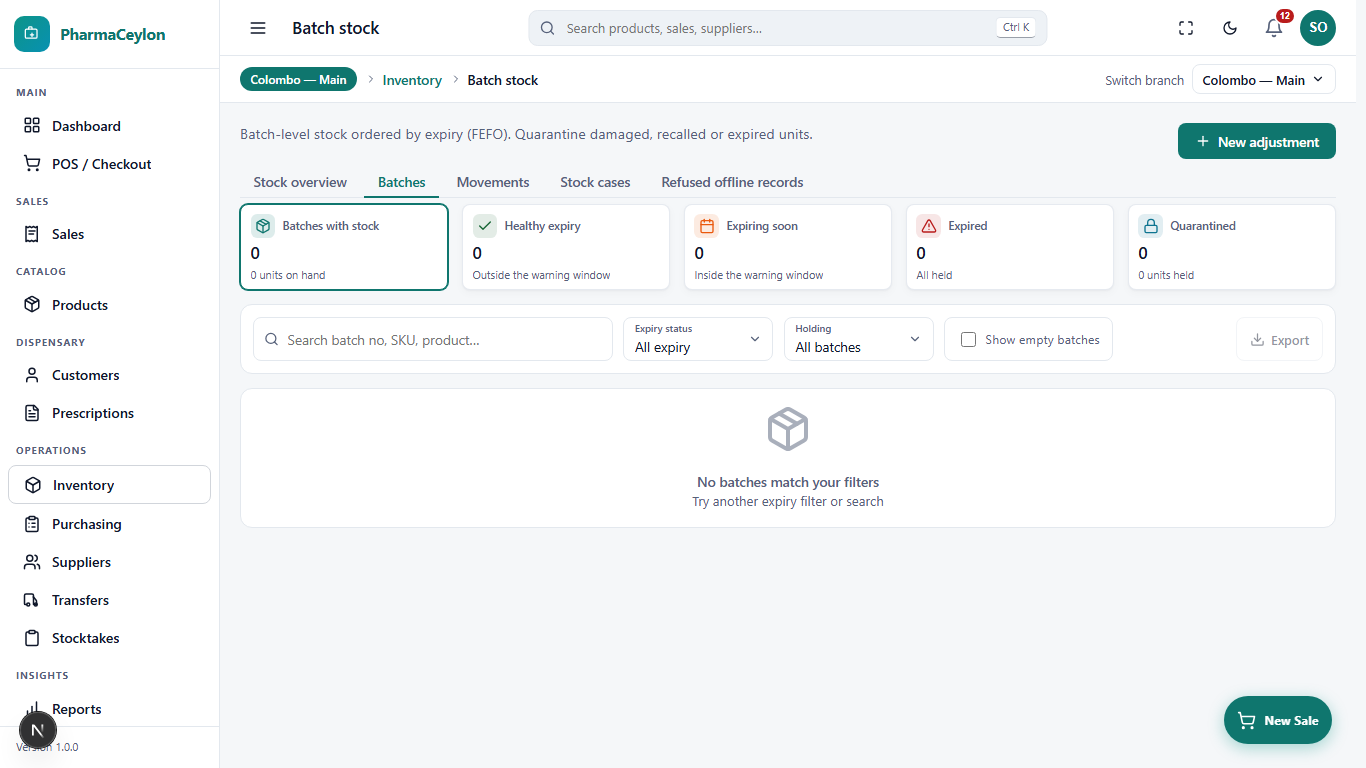 PharmaCeylon
Batch stock
Search products, sales, suppliers...
Ctrl K
12
SO
Colombo — Main
Inventory
Batch stock
Switch branch
Colombo — Main
MAIN
Dashboard
POS / Checkout
SALES
Sales
CATALOG
Products
DISPENSARY
Customers
Prescriptions
OPERATIONS
Inventory
Purchasing
Suppliers
Transfers
Stocktakes
INSIGHTS
Reports
N
Version 1.0.0
Batch-level stock ordered by expiry (FEFO). Quarantine damaged, recalled or expired units.
New adjustment
Stock overview
Batches
Movements
Stock cases
Refused offline records
Batches with stock
0
0 units on hand
Healthy expiry
0
Outside the warning window
Expiring soon
0
Inside the warning window
Expired
0
All held
Quarantined
0
0 units held
Search batch no, SKU, product...
Expiry status
All expiry
Holding
All batches
Show empty batches
Export
No batches match your filters
Try another expiry filter or search
New Sale